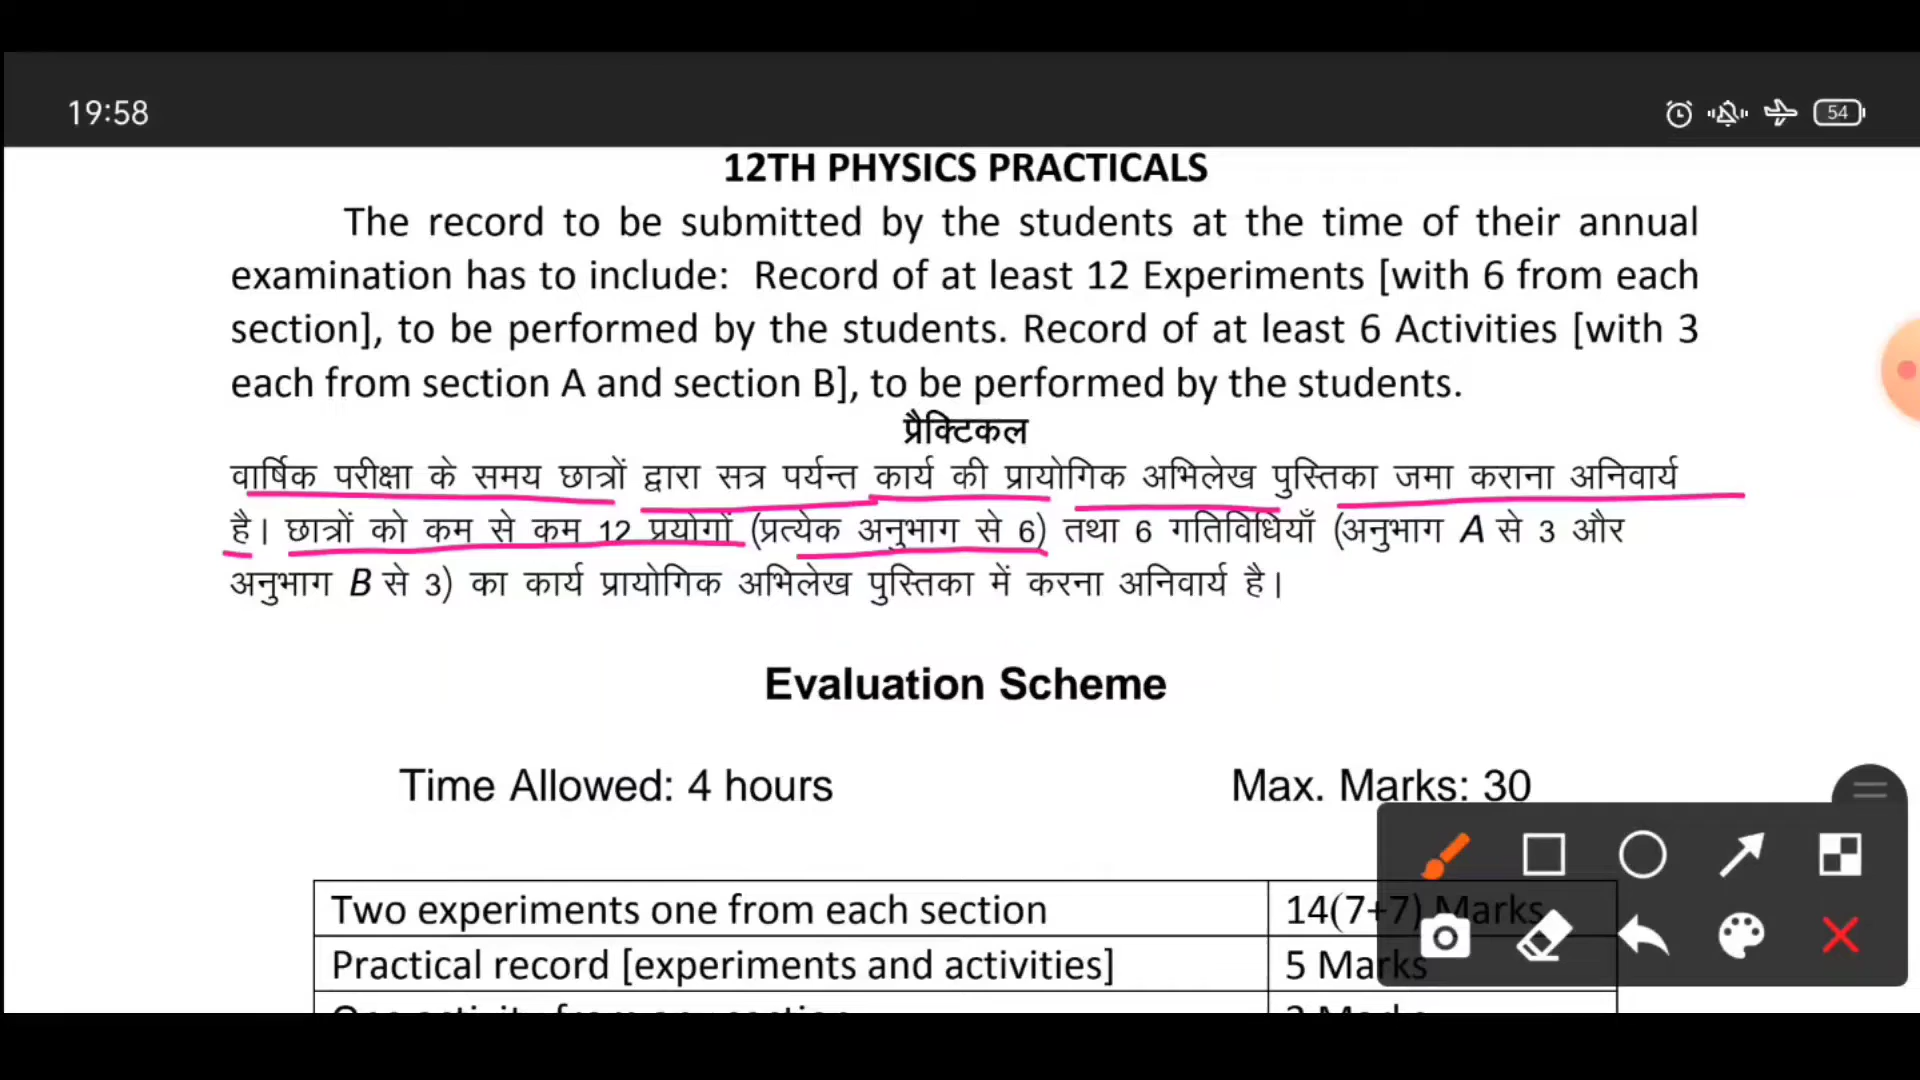 19:58
54
12TH PHYSICS PRACTICALS
The record to be submitted by the students at the time of their annual
examination has to include: Record of at least 12 Experiments [with 6 from each
section], to be performed by the students. Record of at least 6 Activities [with 3
each from section A and section B], to be performed by the students.
प्रैक्टिकल
वार्षिक परीक्षा के समय छात्रों द्वारा सत्र पर्यन्त कार्य की प्रायोगिक अभिलेख पुस्तिका जमा कराना अनिवार्य
है। छात्रों को कम से कम 12 प्रयोगों (प्रत्येक अनुभाग से 6) तथा 6 गतिविधियाँ (अनुभाग A से 3 और
अनुभाग B से 3) का कार्य प्रायोगिक अभिलेख पुस्तिका में करना अनिवार्य है।
Evaluation Scheme
Time Allowed: 4 hours Max. Marks: 30
Two experiments one from each section 14(7+7) Marks
Practical record [experiments and activities] 5 Marks